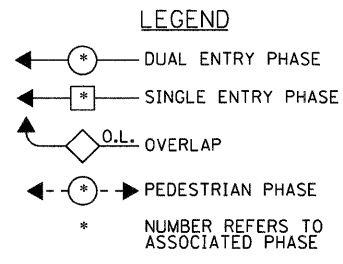 LEGEND
* DUAL ENTRY PHASE
* SINGLE ENTRY PHASE
O.L. OVERLAP
* PEDESTRIAN PHASE
* NUMBER REFERS TO
ASSOCIATED PHASE